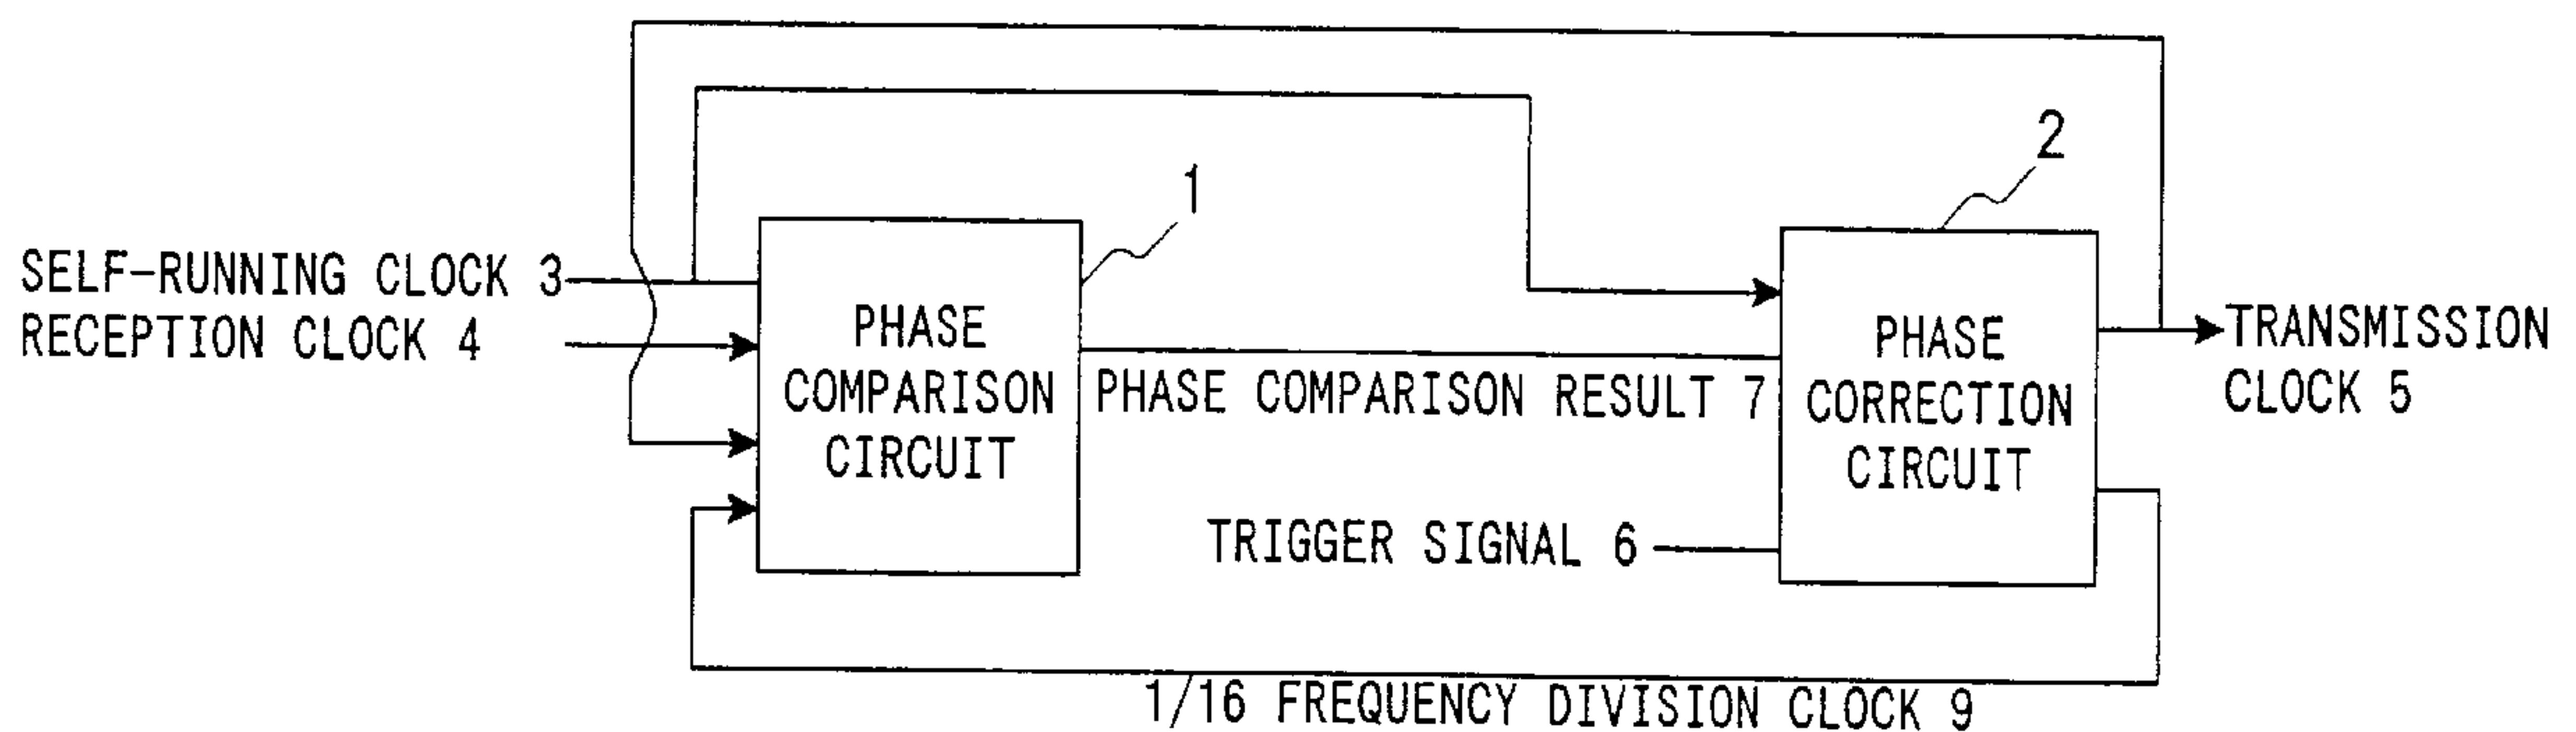 2
1
SELF-RUNNING CLOCK 3
RECEPTION CLOCK 4
PHASE
COMPARISON
CIRCUIT
PHASE COMPARISON RESULT 7
TRIGGER SIGNAL 6
PHASE
CORRECTION
CIRCUIT
TRANSMISSION
CLOCK 5
1/16 FREQUENCY DIVISION CLOCK 9